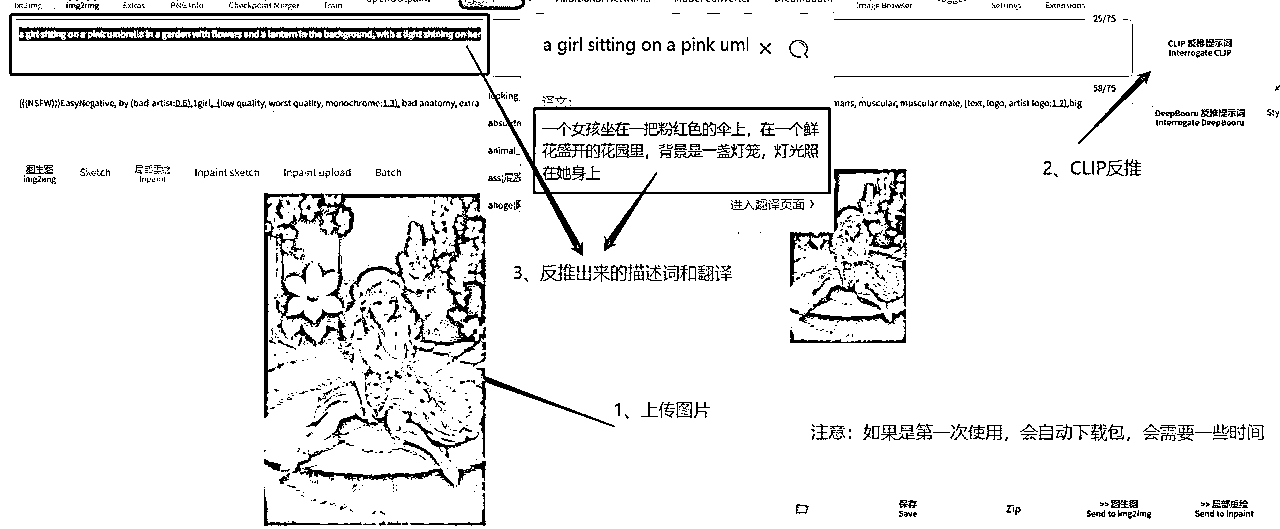 img2img
Extras
PNG Info
Checkpoint Merger
Train
Image Browser
Settings
Extensions
a girl sitting on a pink umbrella in a garden with flowers and a lantern in the background, with a light shining on her
29/75
a girl sitting on a pink uml
CLIP 反推提示词
Interrogate CLIP
58/75
译文:
一个女孩坐在一把粉红色的伞上，在一个鲜
花盛开的花园里，背景是一盏灯笼，灯光照
在她身上
进入翻译页面 >
DeepBooru 反推提示词
Interrogate DeepBooru
Sty
(((NSFW)))EasyNegative, by (bad artist:0.6),1girl, (low quality, worst quality, monochrome:1.3), bad anatomy, extra
mans, muscular, muscular male, (text, logo, artist logo:1.2),big
looking_
animal_
2、CLIP反推
图生图
img2img
Sketch
局部重绘
Inpaint
Inpaint sketch
Inpaint upload
Batch
3、反推出来的描述词和翻译
1、上传图片
注意：如果是第一次使用，会自动下载包，会需要一些时间
保存
Save
Zip
>> 图生图
Send to img2img
>> 局部重绘
Send to inpaint